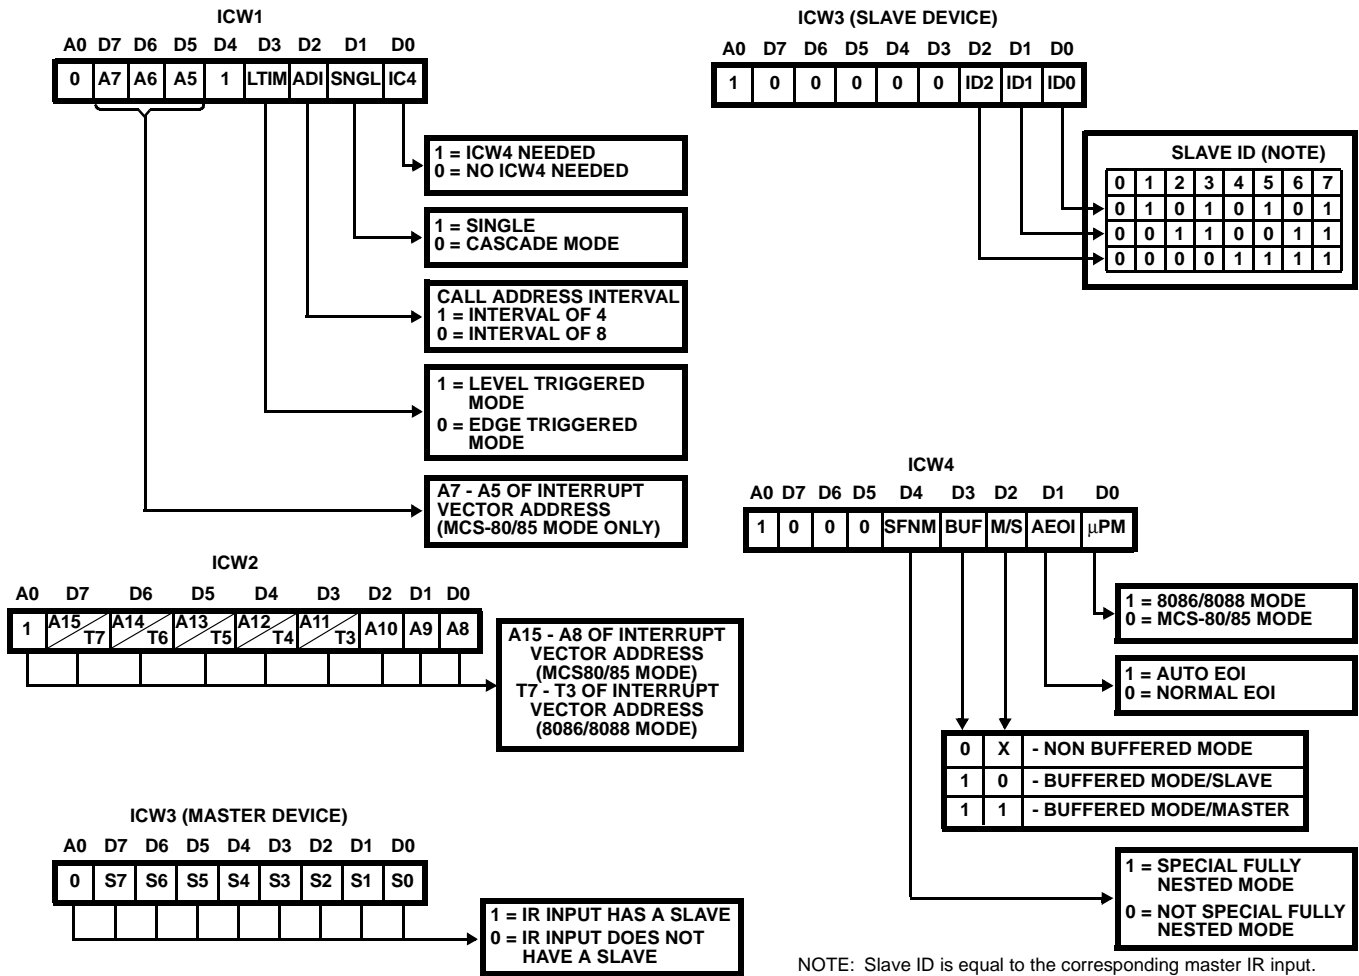 ICW1
A0 D7 D6 D5 D4 D3 D2 D1 D0
0 A7 A6 A5 1 LTIM ADI SNGL IC4
1 = ICW4 NEEDED
0 = NO ICW4 NEEDED
1 = SINGLE
0 = CASCADE MODE
CALL ADDRESS INTERVAL
1 = INTERVAL OF 4
0 = INTERVAL OF 8
1 = LEVEL TRIGGERED
MODE
0 = EDGE TRIGGERED
MODE
A7 - A5 OF INTERRUPT
VECTOR ADDRESS
(MCS-80/85 MODE ONLY)
ICW2
A0 D7 D6 D5 D4 D3 D2 D1 D0
1 A15/T7 A14/T6 A13/T5 A12/T4 A11/T3 A10 A9 A8
A15 - A8 OF INTERRUPT
VECTOR ADDRESS
(MCS80/85 MODE)
T7 - T3 OF INTERRUPT
VECTOR ADDRESS
(8086/8088 MODE)
ICW3 (MASTER DEVICE)
A0 D7 D6 D5 D4 D3 D2 D1 D0
0 S7 S6 S5 S4 S3 S2 S1 S0
1 = IR INPUT HAS A SLAVE
0 = IR INPUT DOES NOT
HAVE A SLAVE
ICW3 (SLAVE DEVICE)
A0 D7 D6 D5 D4 D3 D2 D1 D0
1 0 0 0 0 0 ID2 ID1 ID0
SLAVE ID (NOTE)
0 1 2 3 4 5 6 7
0 1 0 1 0 1 0 1
0 0 1 1 0 0 1 1
0 0 0 0 1 1 1 1
ICW4
A0 D7 D6 D5 D4 D3 D2 D1 D0
1 0 0 0 SFNM BUF M/S AEOI μPM
1 = 8086/8088 MODE
0 = MCS-80/85 MODE
1 = AUTO EOI
0 = NORMAL EOI
0 X - NON BUFFERED MODE
1 0 - BUFFERED MODE/SLAVE
1 1 - BUFFERED MODE/MASTER
1 = SPECIAL FULLY
NESTED MODE
0 = NOT SPECIAL FULLY
NESTED MODE
NOTE: Slave ID is equal to the corresponding master IR input.